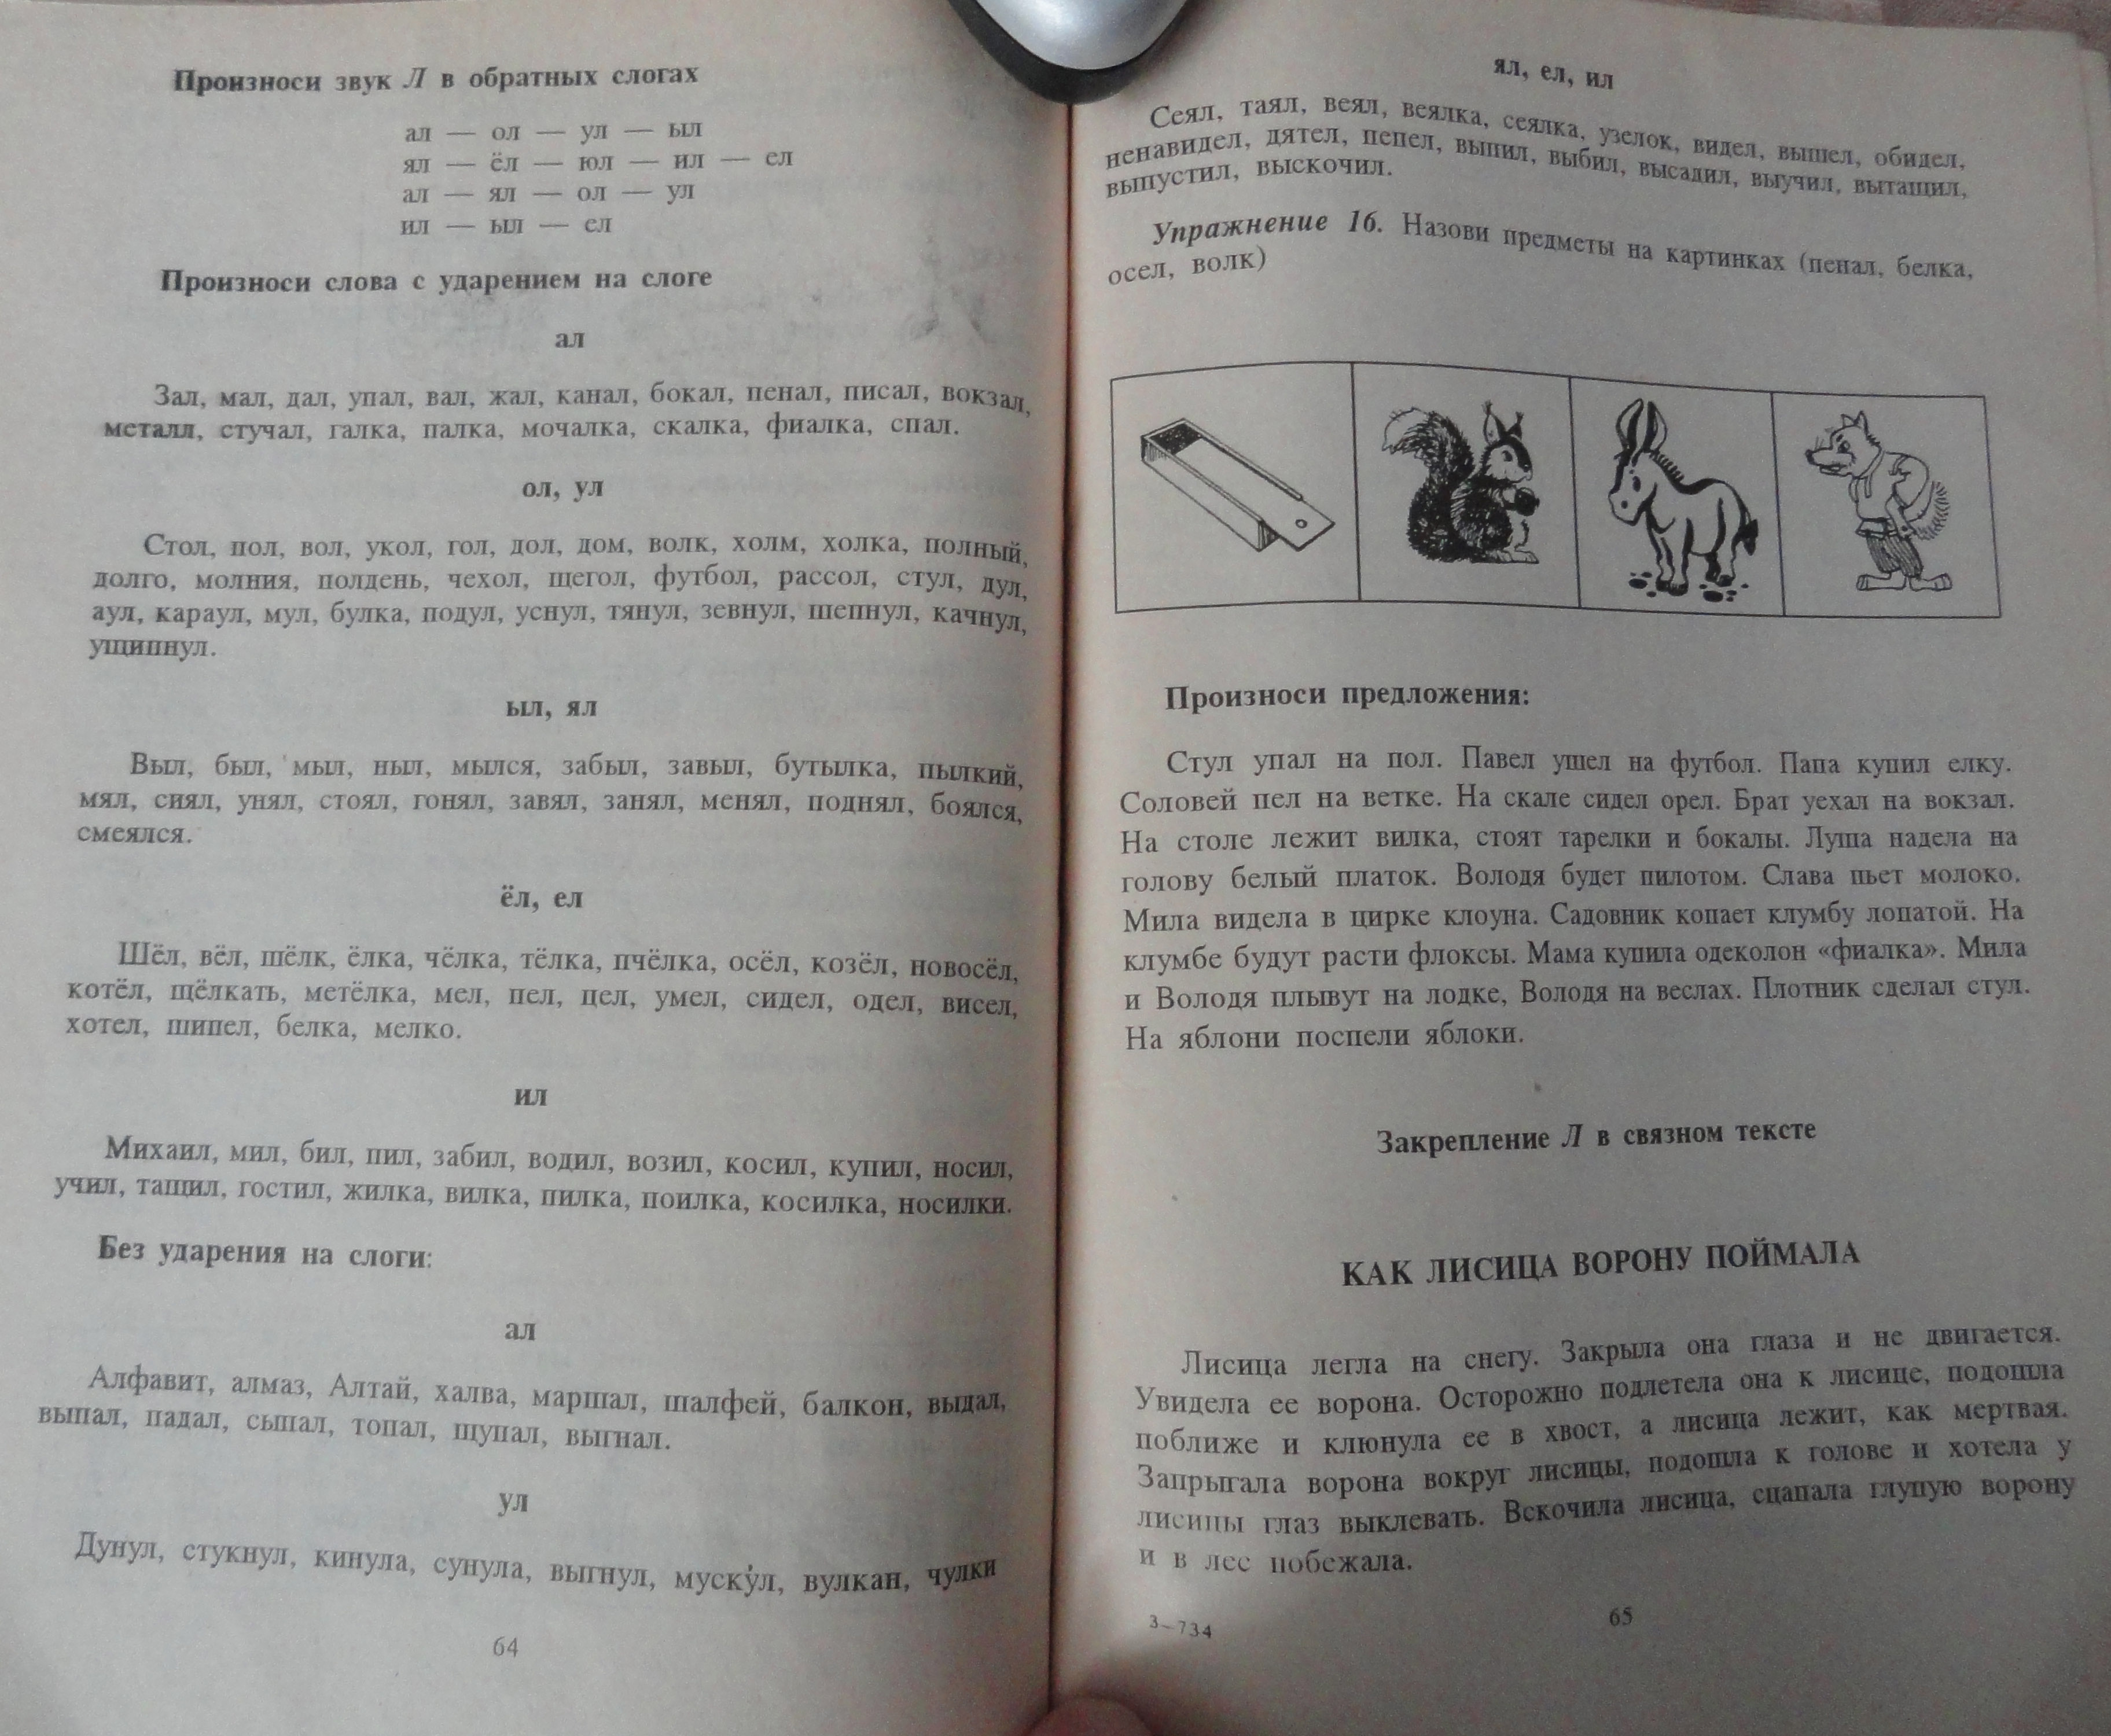 Произноси звук Л в обратных слогах
ал — ол — ул — ыл
ял — ёл — юл — ил — ел
ал — ял — ол — ул
ил — ыл — ел
Произноси слова с ударением на слоге
ал
Зал, мал, дал, упал, вал, жал, канал, бокал, пенал, писал, вокзал,
металл, стучал, галка, палка, мочалка, скалка, фиалка, спал.
ол, ул
Стол, пол, вол, укол, гол, дол, дом, волк, холм, холка, полный,
долго, молния, полдень, чехол, щегол, футбол, рассол, стул, дул,
аул, караул, мул, булка, подул, уснул, тянул, зевнул, шепнул, качнул,
ущипнул.
ыл, ял
Выл, был, мыл, ныл, мылся, забыл, завыл, бутылка, пылкий,
мял, сиял, унял, стоял, гонял, завял, занял, менял, поднял, боялся,
смеялся.
ёл, ел
Шёл, вёл, шёлк, ёлка, чёлка, тёлка, пчёлка, осёл, козёл, новосёл,
котёл, щёлкать, метёлка, мел, пел, цел, умел, сидел, одел, висел,
хотел, шипел, белка, мелко.
ил
Михаил, мил, бил, пил, забил, водил, возил, косил, купил, носил,
учил, тащил, гостил, жилка, вилка, пилка, поилка, косилка, носилки.
Без ударения на слоги:
ал
Алфавит, алмаз, Алтай, халва, маршал, шалфей, балкон, выдал,
выпал, падал, сыпал, топал, щупал, выгнал.
ул
Дунул, стукнул, кинула, сунула, выгнул, муску́л, вулкан, чулки
64
ял, ел, ил
Сеял, таял, веял, веялка, сеялка, узелок, видел, вышел, обидел,
ненавидел, дятел, пепел, выпил, выбил, высадил, выучил, вытащил,
выпустил, выскочил.
Упражнение 16. Назови предметы на картинках (пенал, белка,
осел, волк)
Произноси предложения:
Стул упал на пол. Павел ушел на футбол. Папа купил елку.
Соловей пел на ветке. На скале сидел орел. Брат уехал на вокзал.
На столе лежит вилка, стоят тарелки и бокалы. Луша надела на
голову белый платок. Володя будет пилотом. Слава пьет молоко.
Мила видела в цирке клоуна. Садовник копает клумбу лопатой. На
клумбе будут расти флоксы. Мама купила одеколон «фиалка». Мила
и Володя плывут на лодке, Володя на веслах. Плотник сделал стул.
На яблони поспели яблоки.
Закрепление Л в связном тексте
КАК ЛИСИЦА ВОРОНУ ПОЙМАЛА
Лисица легла на снегу. Закрыла она глаза и не двигается.
Увидела ее ворона. Осторожно подлетела она к лисице, подошла
поближе и клюнула ее в хвост, а лисица лежит, как мертвая.
Запрыгала ворона вокруг лисицы, подошла к голове и хотела у
лисицы глаз выклевать. Вскочила лисица, сцапала глупую ворону
и в лес побежала.
3–734
65